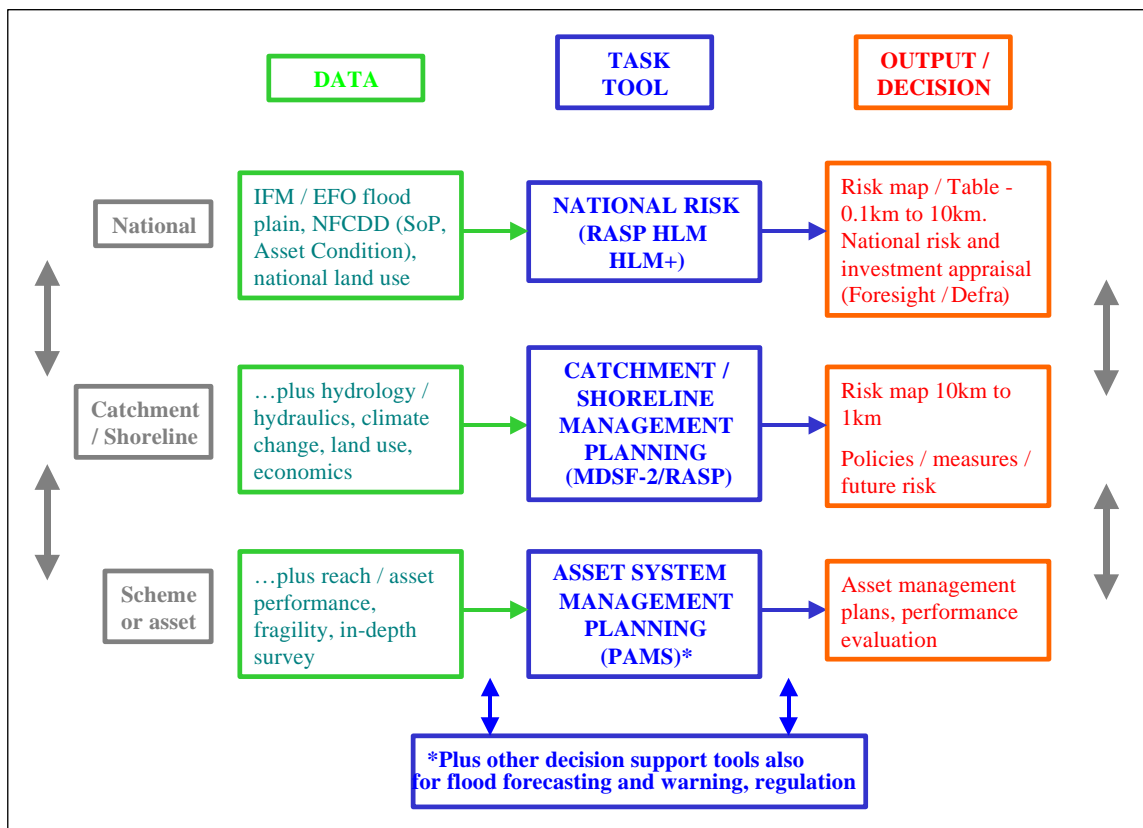 DATA
TASK
TOOL
OUTPUT /
DECISION
National
IFM / EFO flood
plain, NFCDD (SoP,
Asset Condition),
national land use
NATIONAL RISK
(RASP HLM
HLM+)
Risk map / Table -
0.1km to 10km.
National risk and
investment appraisal
(Foresight / Defra)
Catchment
/ Shoreline
…plus hydrology /
hydraulics, climate
change, land use,
economics
CATCHMENT /
SHORELINE
MANAGEMENT
PLANNING
(MDSF-2/RASP)
Risk map 10km to
1km
Policies / measures /
future risk
Scheme
or asset
…plus reach / asset
performance,
fragility, in-depth
survey
ASSET SYSTEM
MANAGEMENT
PLANNING
(PAMS)*
Asset management
plans, performance
evaluation
*Plus other decision support tools also
for flood forecasting and warning, regulation